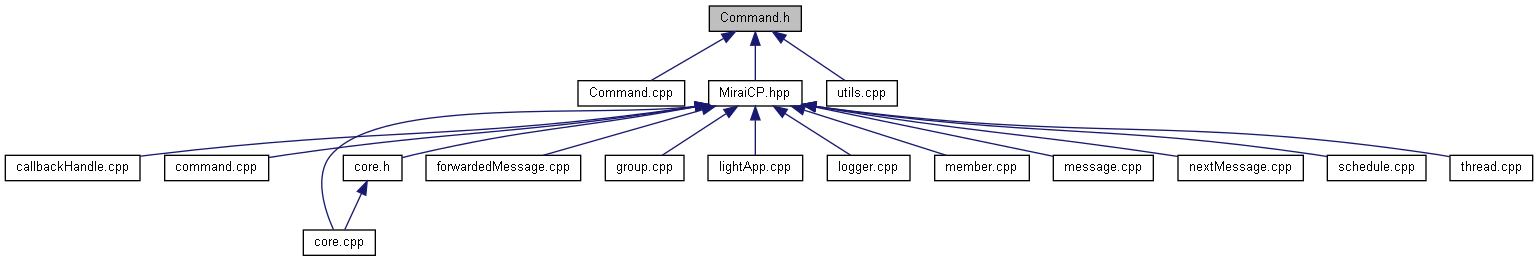 Command.h
Command.cpp
MiraiCP.hpp
utils.cpp
callbackHandle.cpp
command.cpp
core.h
forwardedMessage.cpp
group.cpp
lightApp.cpp
logger.cpp
member.cpp
message.cpp
nextMessage.cpp
schedule.cpp
thread.cpp
core.cpp